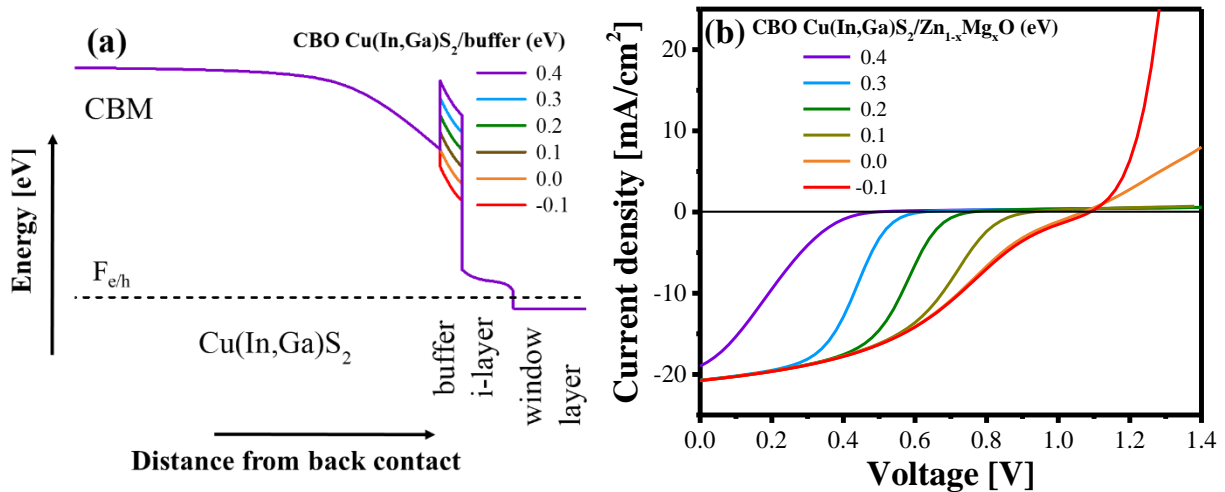 (a)
CBO Cu(In,Ga)S₂/buffer (eV)
0.4
0.3
0.2
0.1
0.0
-0.1
CBM
Energy [eV]
F_{e/h}
Cu(In,Ga)S₂
buffer
i-layer
window
layer
Distance from back contact
(b)
CBO Cu(In,Ga)S₂/Zn₁₋ₓMgₓO (eV)
0.4
0.3
0.2
0.1
0.0
-0.1
Current density [mA/cm²]
20
10
0
-10
-20
0.0 0.2 0.4 0.6 0.8 1.0 1.2 1.4
Voltage [V]